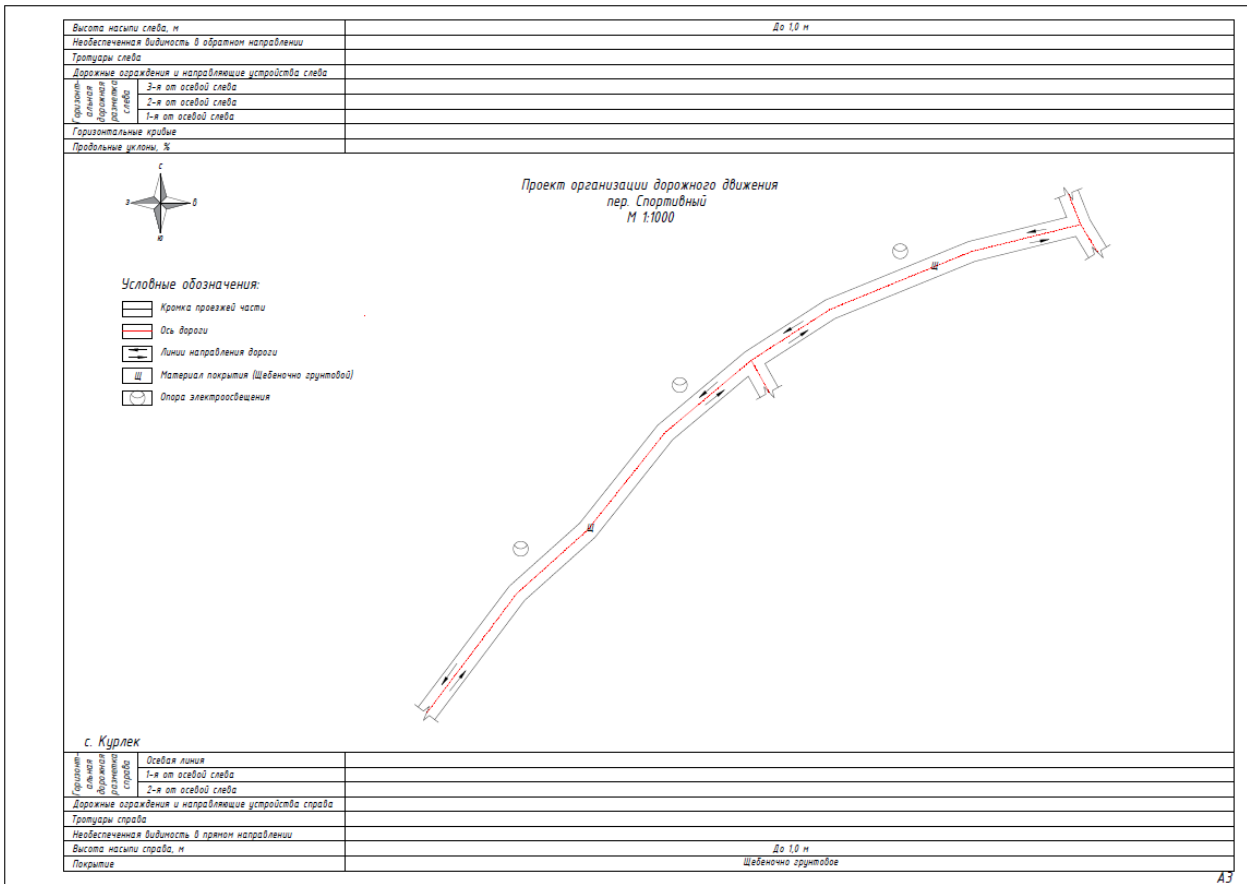 Высота насыпи слева, м
До 1,0 м
Необеспеченная видимость в обратном направлении
Тротуары слева
Дорожные ограждения и направляющие устройства слева
Горизонт-
альная
дорожная
разметка
слева
3-я от осевой слева
2-я от осевой слева
1-я от осевой слева
Горизонтальные кривые
Продольные уклоны, %
с
з
в
ю
Проект организации дорожного движения
пер. Спортивный
М 1:1000
Условные обозначения:
Кромка проезжей части
Ось дороги
Линии направления дороги
Щ
Материал покрытия (Щебеночно грунтовой)
Опора электроосвещения
Щ
Щ
с. Курлек
Горизонт-
альная
дорожная
разметка
справа
Осевая линия
1-я от осевой слева
2-я от осевой слева
Дорожные ограждения и направляющие устройства справа
Тротуары справа
Необеспеченная видимость в прямом направлении
Высота насыпи справа, м
До 1,0 м
Покрытие
Щебеночно грунтовое
А3